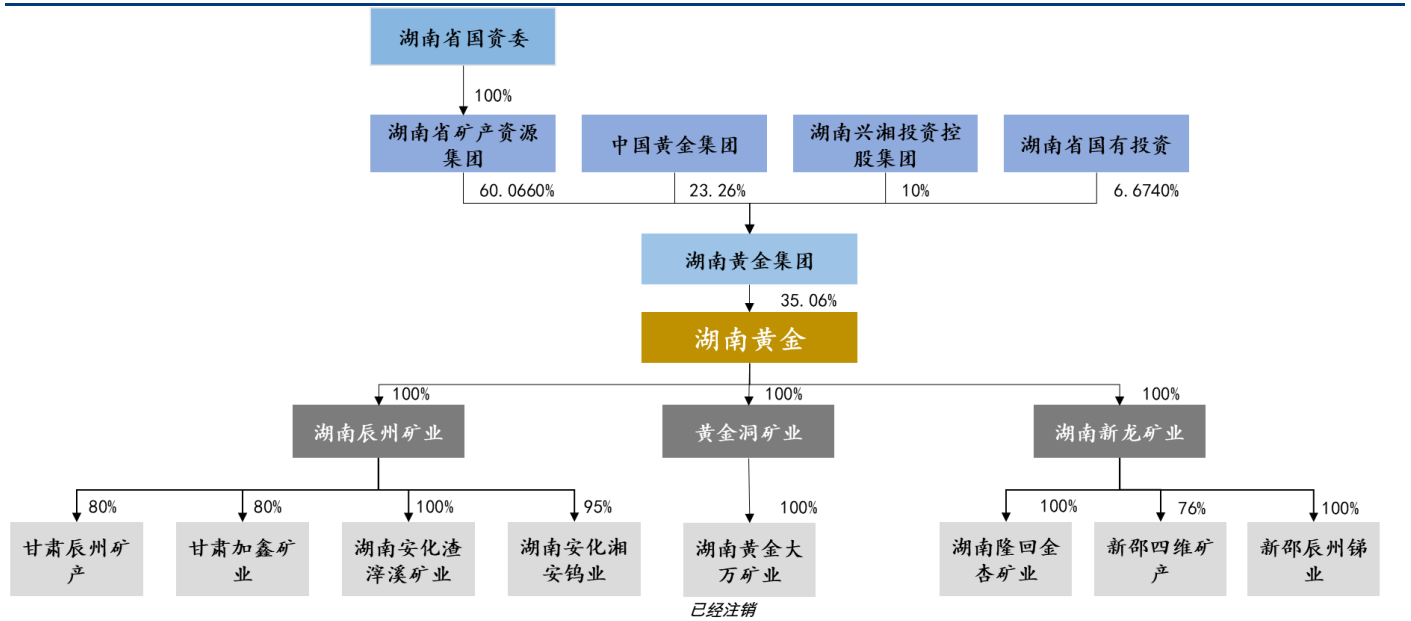 湖南省国资委
100%
湖南省矿产资源
集团
中国黄金集团
湖南兴湘投资控
股集团
湖南省国有投资
60.0660%
23.26%
10%
6.6740%
湖南黄金集团
35.06%
湖南黄金
100%
100%
100%
湖南辰州矿业
黄金洞矿业
湖南新龙矿业
80%
80%
100%
95%
100%
100%
76%
100%
甘肃辰州矿
产
甘肃加鑫矿
业
湖南安化渣
滓溪矿业
湖南安化湘
安钨业
湖南黄金大
万矿业
湖南隆回金
杏矿业
新邵四维矿
产
新邵辰州锑
业
已经注销